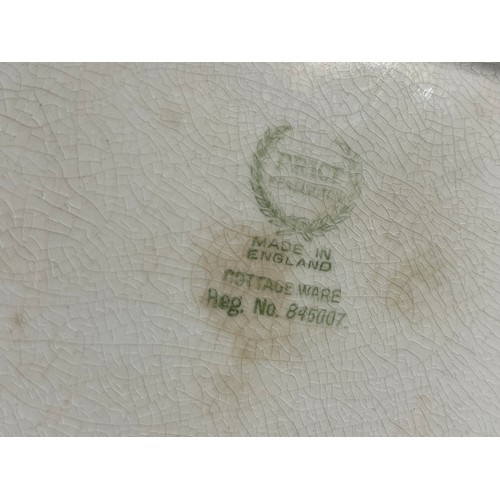 PRICE
MADE IN
ENGLAND
COTTAGE WARE
Reg. No. 845007.